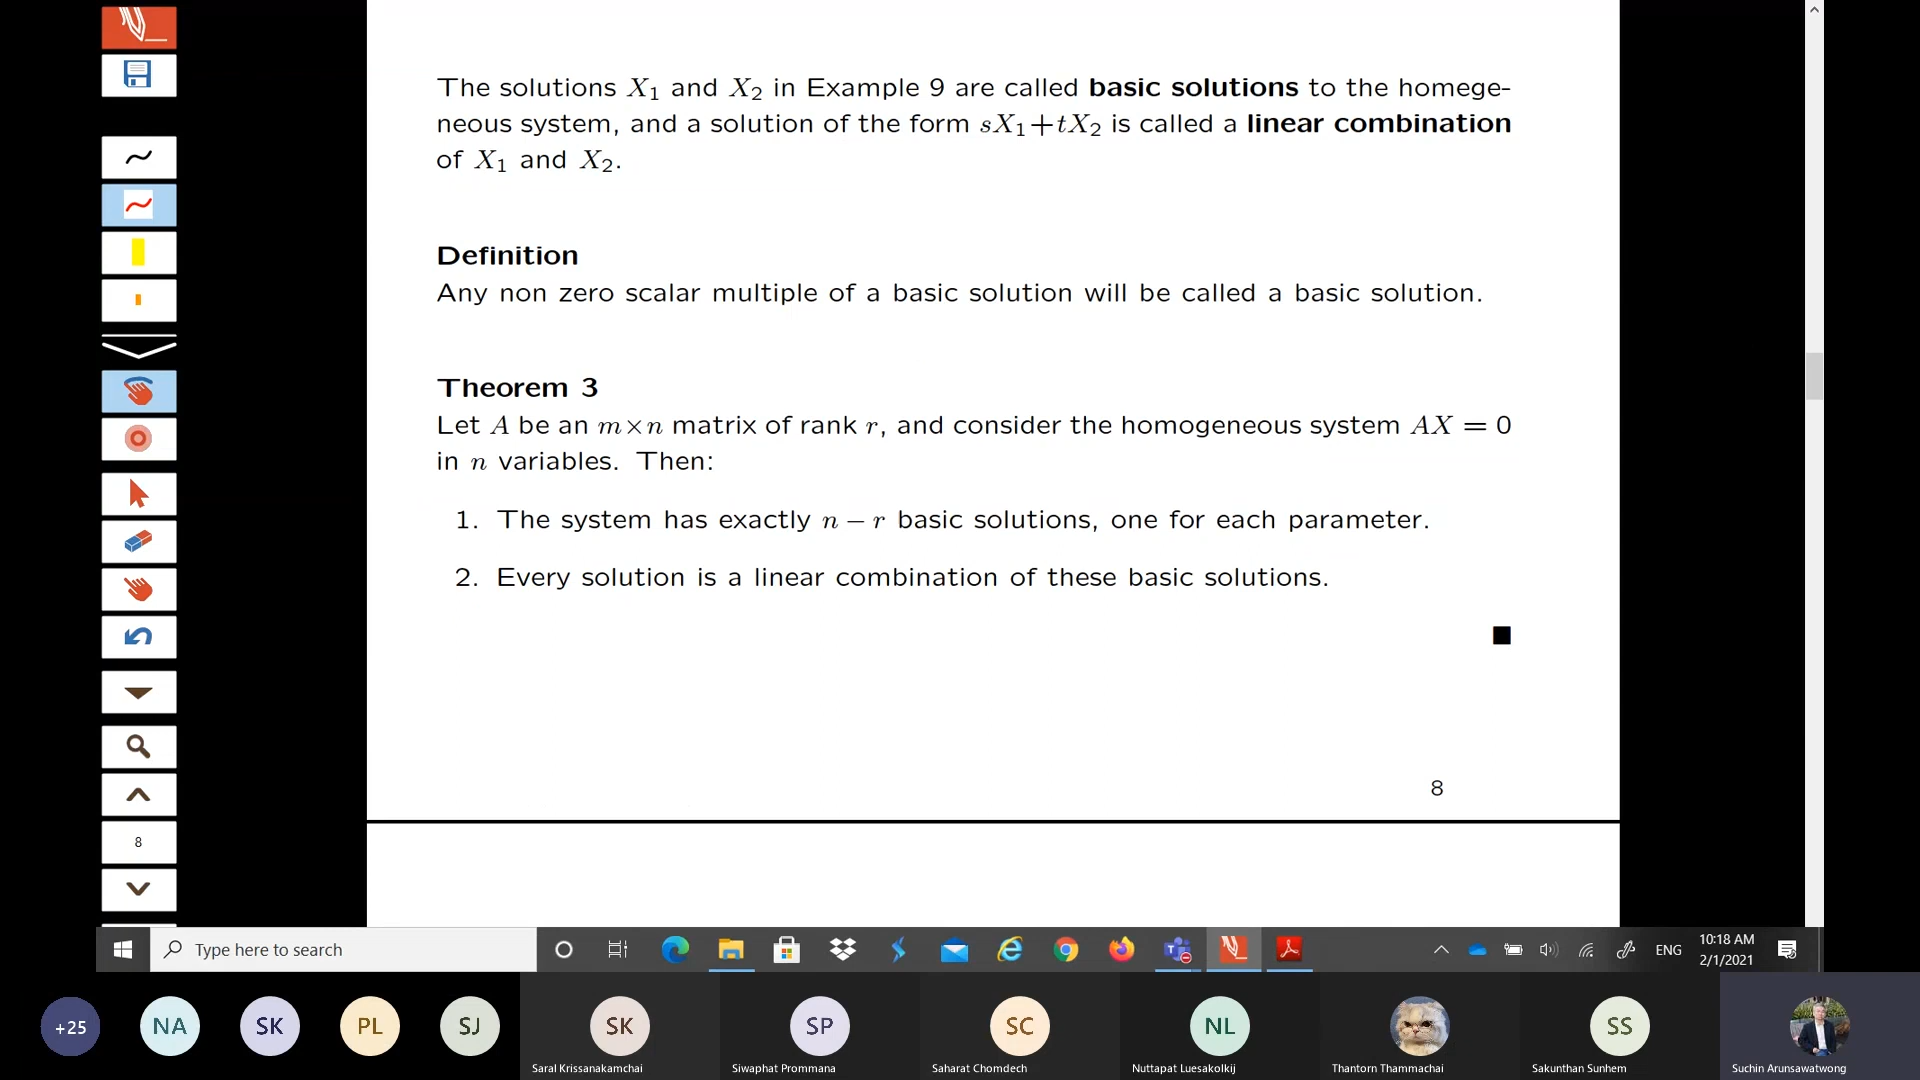 The solutions X₁ and X₂ in Example 9 are called basic solutions to the homege-
neous system, and a solution of the form sX₁+tX₂ is called a linear combination
of X₁ and X₂.
Definition
Any non zero scalar multiple of a basic solution will be called a basic solution.
Theorem 3
Let A be an m×n matrix of rank r, and consider the homogeneous system AX = 0
in n variables. Then:
1. The system has exactly n − r basic solutions, one for each parameter.
2. Every solution is a linear combination of these basic solutions.
8
8
Type here to search
ENG
10:18 AM
2/1/2021
+25
NA
SK
PL
SJ
SK
SP
SC
NL
SS
Saral Krissanakamchai
Siwaphat Prommana
Saharat Chomdech
Nuttapat Luesakolkij
Thantorn Thammachai
Sakunthan Sunhem
Suchin Arunsawatwong